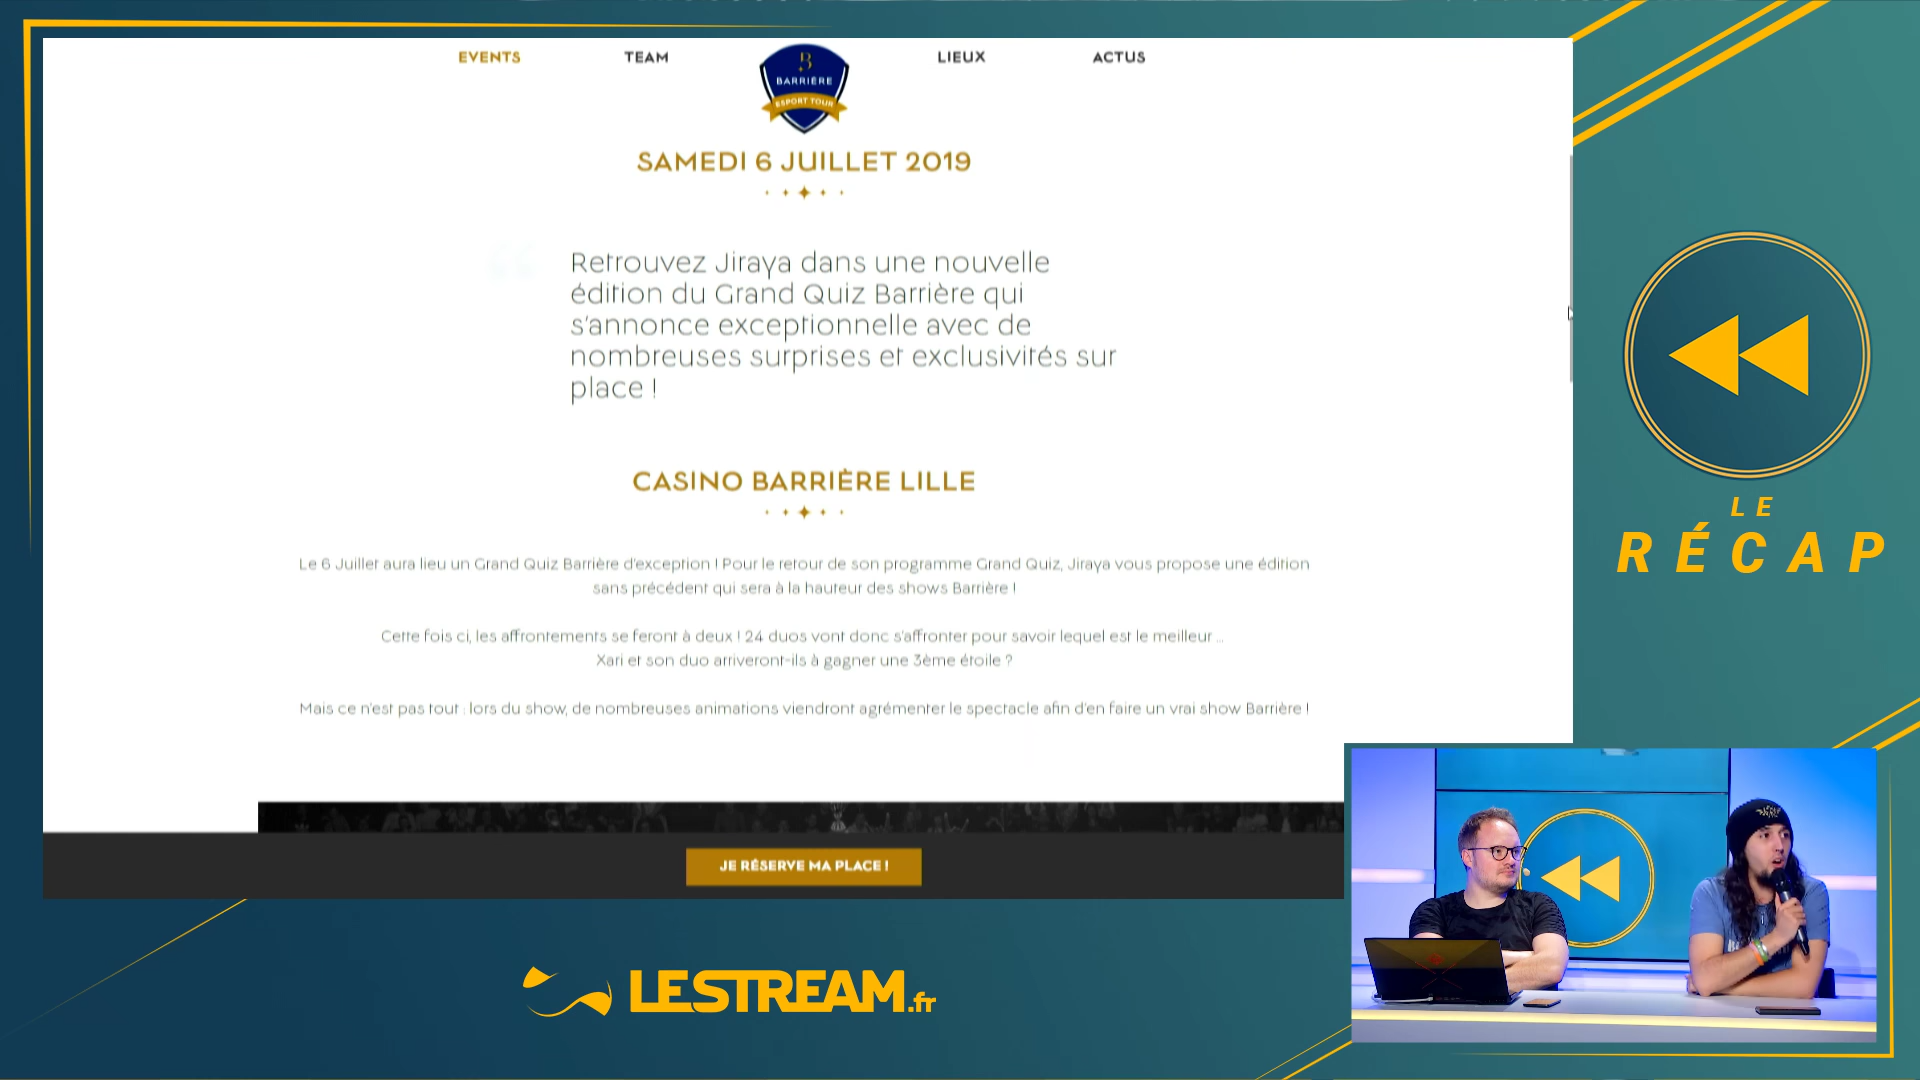 EVENTS
TEAM
B
BARRIÈRE
ESPORT TOUR
LIEUX
ACTUS
SAMEDI 6 JUILLET 2019
Retrouvez Jiraya dans une nouvelle
édition du Grand Quiz Barrière qui
s'annonce exceptionnelle avec de
nombreuses surprises et exclusivités sur
place !
CASINO BARRIÈRE LILLE
Le 6 Juillet aura lieu un Grand Quiz Barrière d'exception ! Pour le retour de son programme Grand Quiz, Jiraya vous propose une édition
sans précédent qui sera à la hauteur des shows Barrière !
Cette fois ci, les affrontements se feront à deux ! 24 duos vont donc s'affronter pour savoir lequel est le meilleur ...
Xari et son duo arriveront-ils à gagner une 3ème étoile ?
Mais ce n'est pas tout : lors du show, de nombreuses animations viendront agrémenter le spectacle afin d'en faire un vrai show Barrière !
JE RÉSERVE MA PLACE !
LE
RÉCAP
LESTREAM.fr